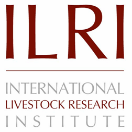 ILRI
INTERNATIONAL
LIVESTOCK RESEARCH
INSTITUTE